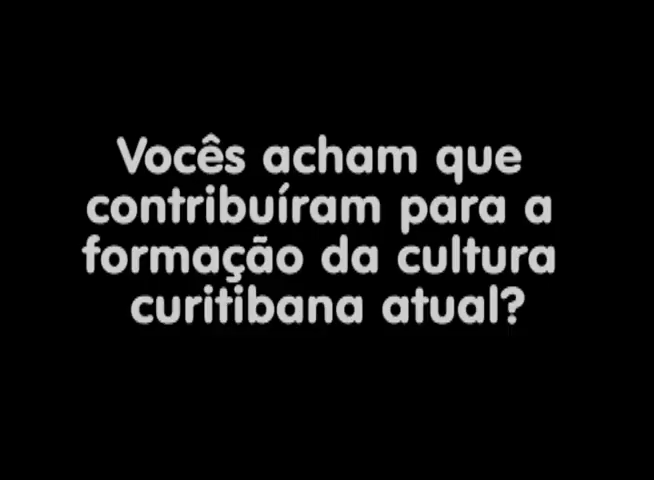 Vocês acham que
contribuíram para a
formação da cultura
curitibana atual?